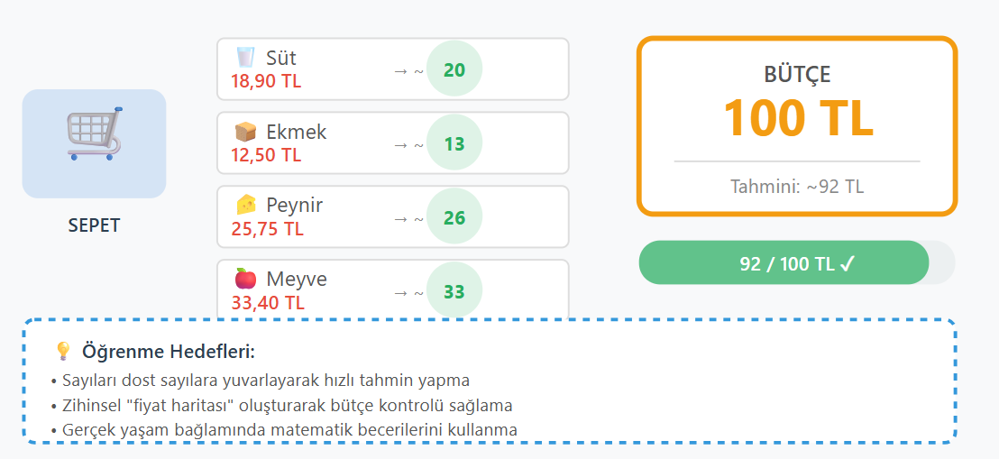 SEPET
Süt
18,90 TL
→ ~ 20
Ekmek
12,50 TL
→ ~ 13
Peynir
25,75 TL
→ ~ 26
Meyve
33,40 TL
→ ~ 33
BÜTÇE
100 TL
Tahmini: ~92 TL
92 / 100 TL ✓
Öğrenme Hedefleri:
• Sayıları dost sayılara yuvarlayarak hızlı tahmin yapma
• Zihinsel "fiyat haritası" oluşturarak bütçe kontrolü sağlama
• Gerçek yaşam bağlamında matematik becerilerini kullanma